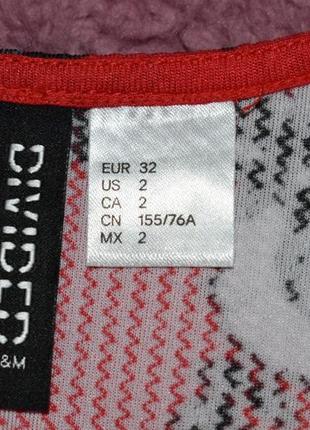 DIVIDED
&M
EUR 32
US 2
CA 2
CN 155/76A
MX 2